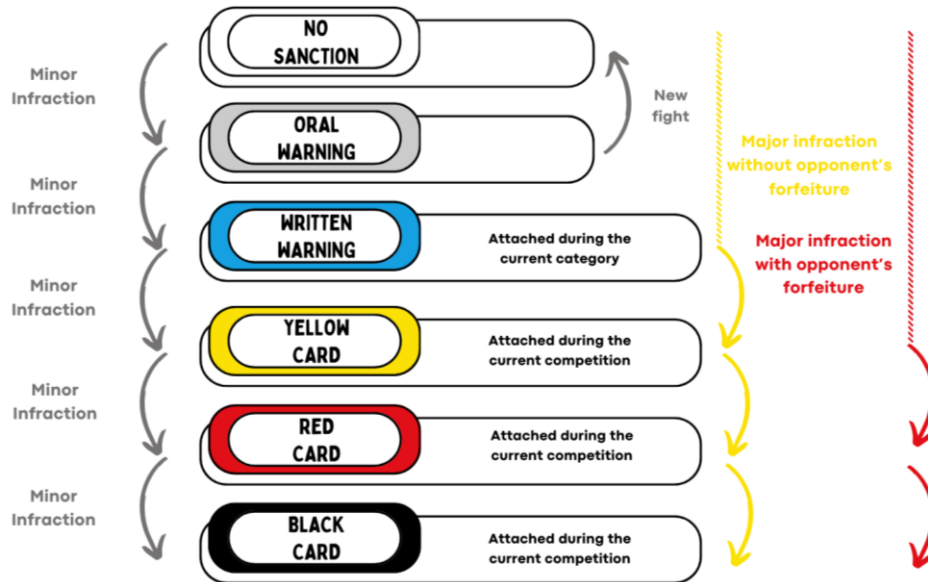 NO
SANCTION
Minor
Infraction
New
fight
ORAL
WARNING
Major infraction
without opponent's
forfeiture
Minor
Infraction
WRITTEN
WARNING
Attached during the
current category
Major infraction
with opponent's
forfeiture
Minor
Infraction
YELLOW
CARD
Attached during the
current competition
Minor
Infraction
RED
CARD
Attached during the
current competition
Minor
Infraction
BLACK
CARD
Attached during the
current competition